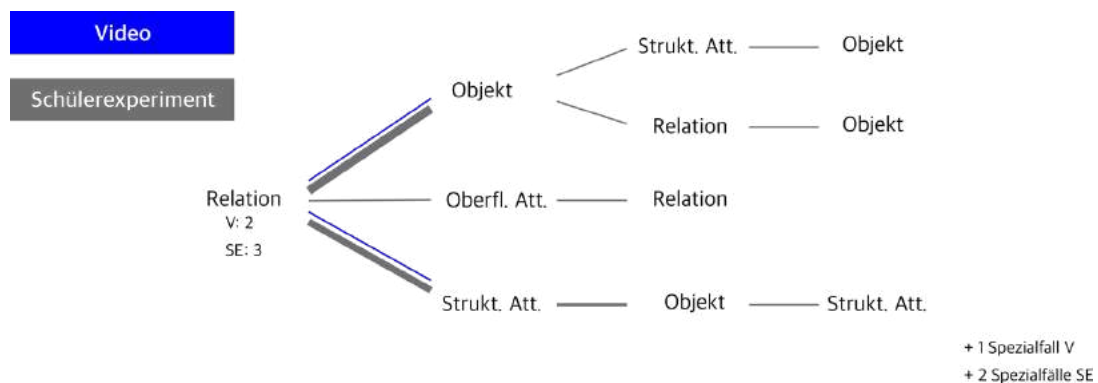 Video
Schülerexperiment
Strukt. Att.
Objekt
Objekt
Relation
Objekt
Relation
V: 2
SE: 3
Oberfl. Att.
Relation
Strukt. Att.
Objekt
Strukt. Att.
+ 1 Spezialfall V
+ 2 Spezialfälle SE